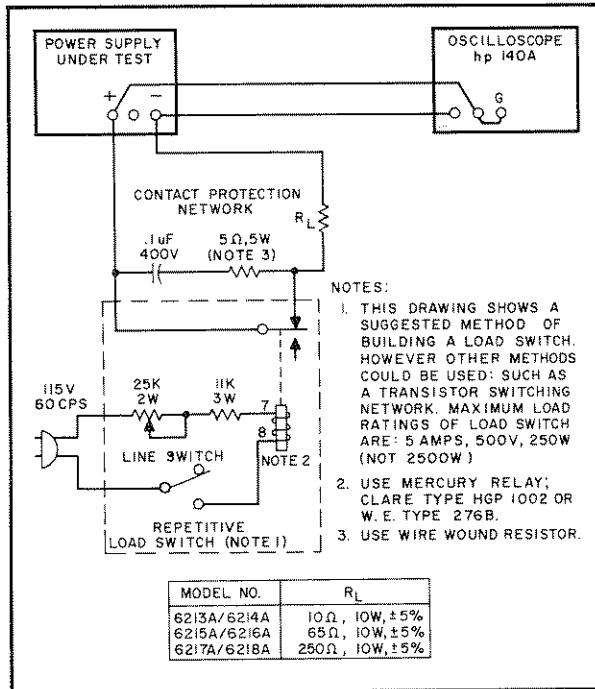 POWER SUPPLY
UNDER TEST
+ −
OSCILLOSCOPE
hp 140A
G
CONTACT PROTECTION
NETWORK
.1uF
400V
5Ω,5W
(NOTE 3)
RL
115V
60 CPS
25K
2W
11K
3W
7
8
NOTE 2
LINE SWITCH
REPETITIVE
LOAD SWITCH (NOTE 1)
NOTES:
1. THIS DRAWING SHOWS A
SUGGESTED METHOD OF
BUILDING A LOAD SWITCH.
HOWEVER OTHER METHODS
COULD BE USED: SUCH AS
A TRANSISTOR SWITCHING
NETWORK. MAXIMUM LOAD
RATINGS OF LOAD SWITCH
ARE: 5 AMPS, 500V, 250W
(NOT 2500W)
2. USE MERCURY RELAY;
CLARE TYPE HGP 1002 OR
W.E. TYPE 276B.
3. USE WIRE WOUND RESISTOR.
MODEL NO. RL
6213A/6214A 10Ω, 10W, ±5%
6215A/6216A 65Ω, 10W, ±5%
6217A/6218A 250Ω, 10W, ±5%